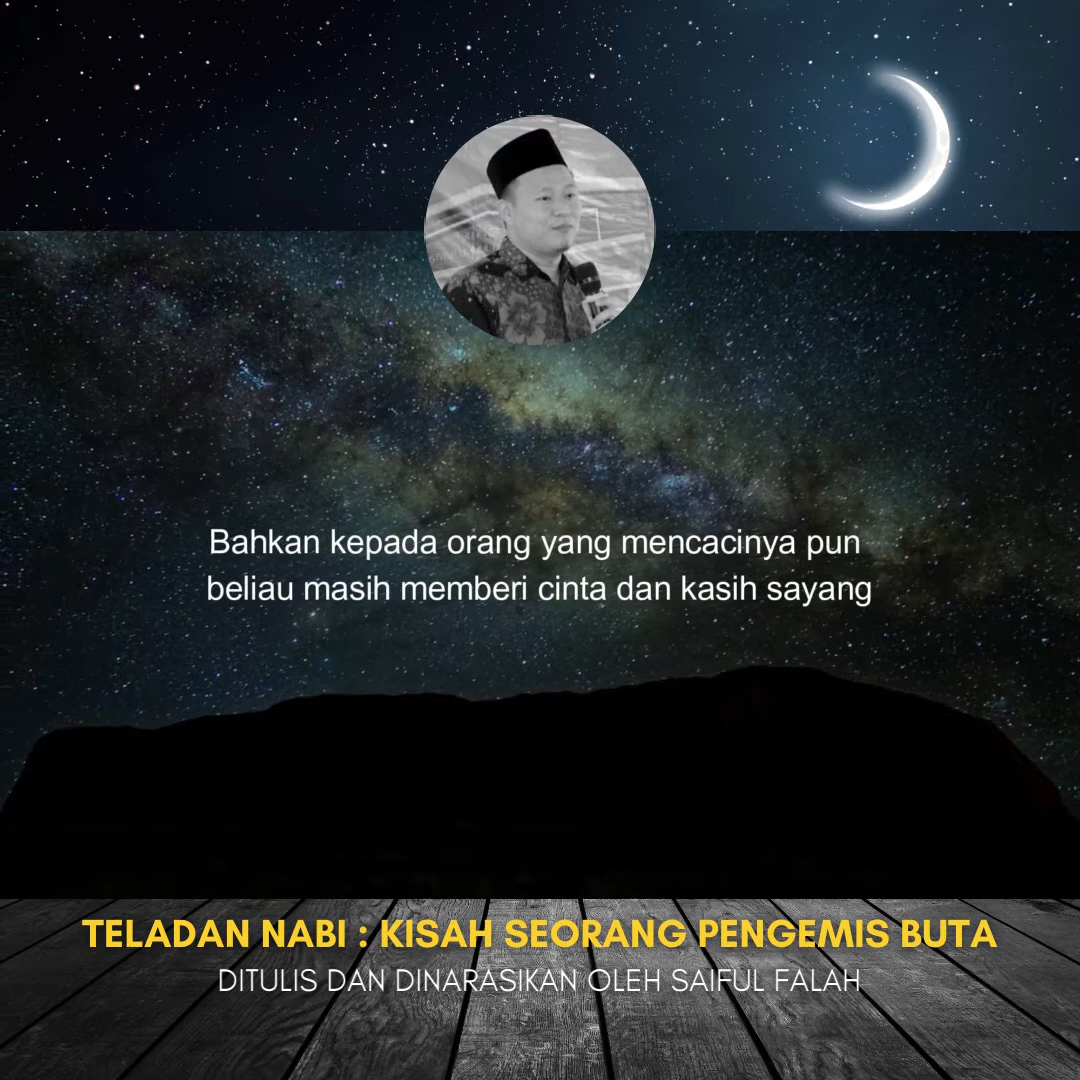 Bahkan kepada orang yang mencacinya pun
beliau masih memberi cinta dan kasih sayang
TELADAN NABI : KISAH SEORANG PENGEMIS BUTA
DITULIS DAN DINARASIKAN OLEH SAIFUL FALAH